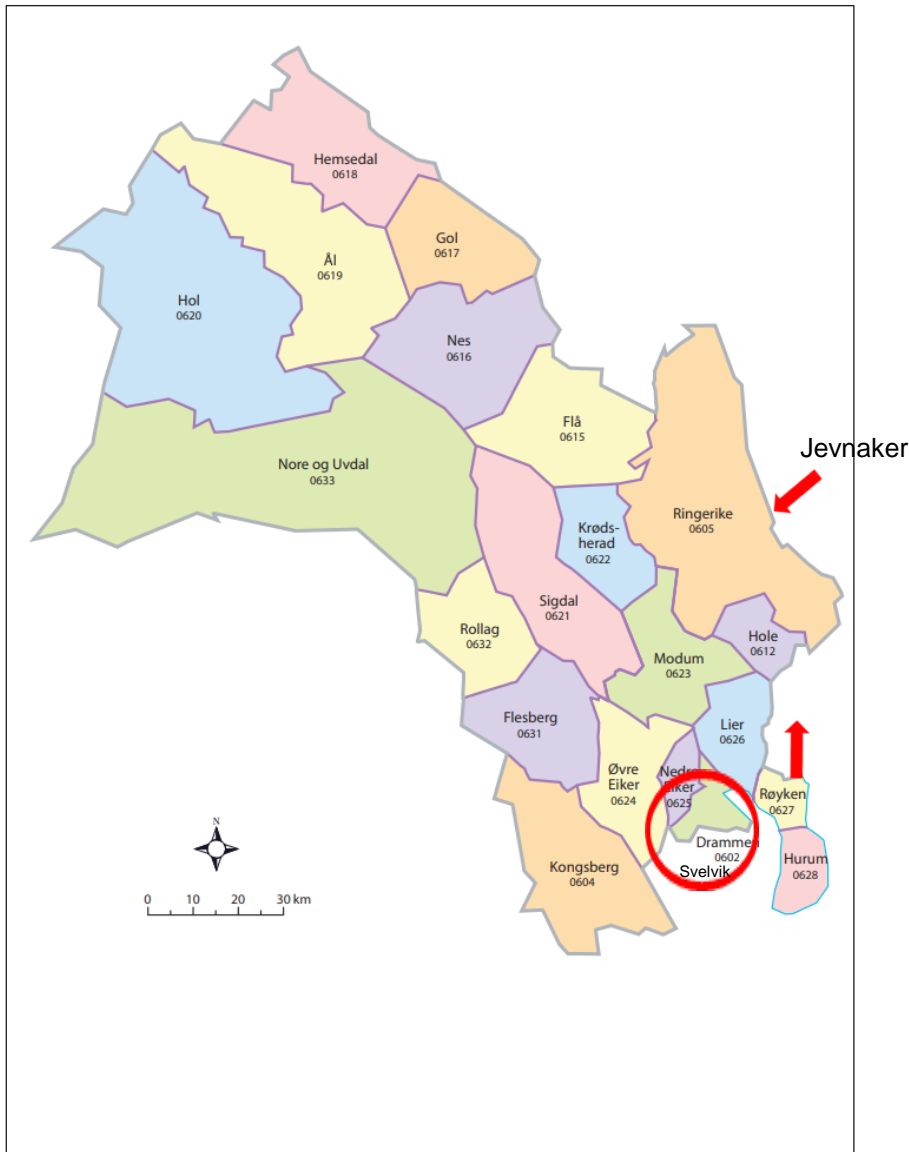 Hemsedal
0618
Gol
0617
Ål
0619
Hol
0620
Nes
0616
Flå
0615
Jevnaker
Nore og Uvdal
0633
Ringerike
0605
Krøds-
herad
0622
Sigdal
0621
Rollag
0632
Hole
0612
Modum
0623
Flesberg
0631
Lier
0626
Øvre
Eiker
0624
Nedre
Eiker
0625
Røyken
0627
Drammen
0602
Svelvik
Hurum
0628
Kongsberg
0604
N
0 10 20 30 km